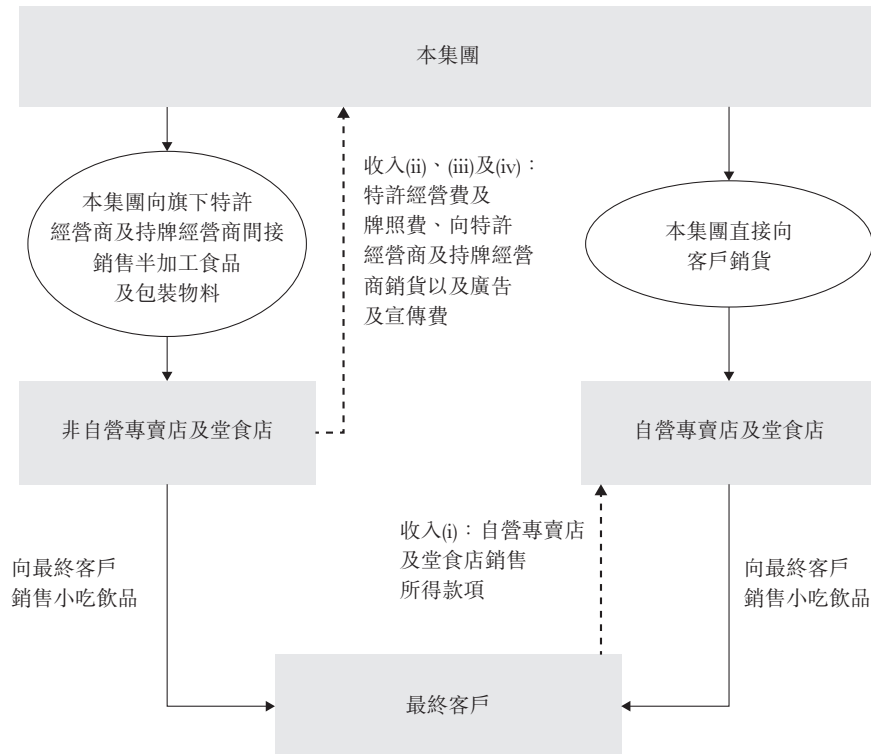 本集團
本集團向旗下特許
經營商及持牌經營商間接
銷售半加工食品
及包裝物料
收入(ii)、(iii)及(iv)：
特許經營費及
牌照費、向特許
經營商及持牌經營
商銷貨以及廣告
及宣傳費
本集團直接向
客戶銷貨
非自營專賣店及堂食店
自營專賣店及堂食店
向最終客戶
銷售小吃飲品
收入(i)：自營專賣店
及堂食店銷售
所得款項
向最終客戶
銷售小吃飲品
最終客戶